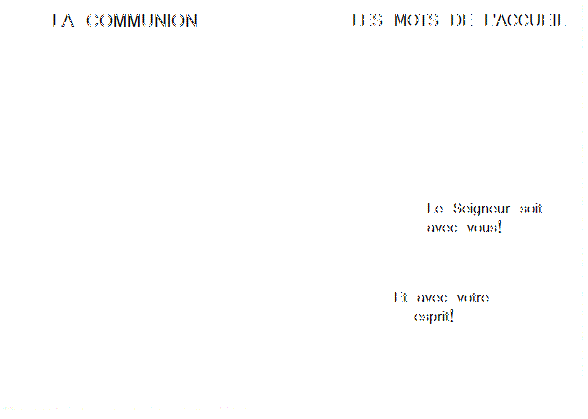 LA COMMUNION
LES MOTS DE L'ACCUEIL
Le Seigneur soit
avec vous!
Et avec votre
esprit!